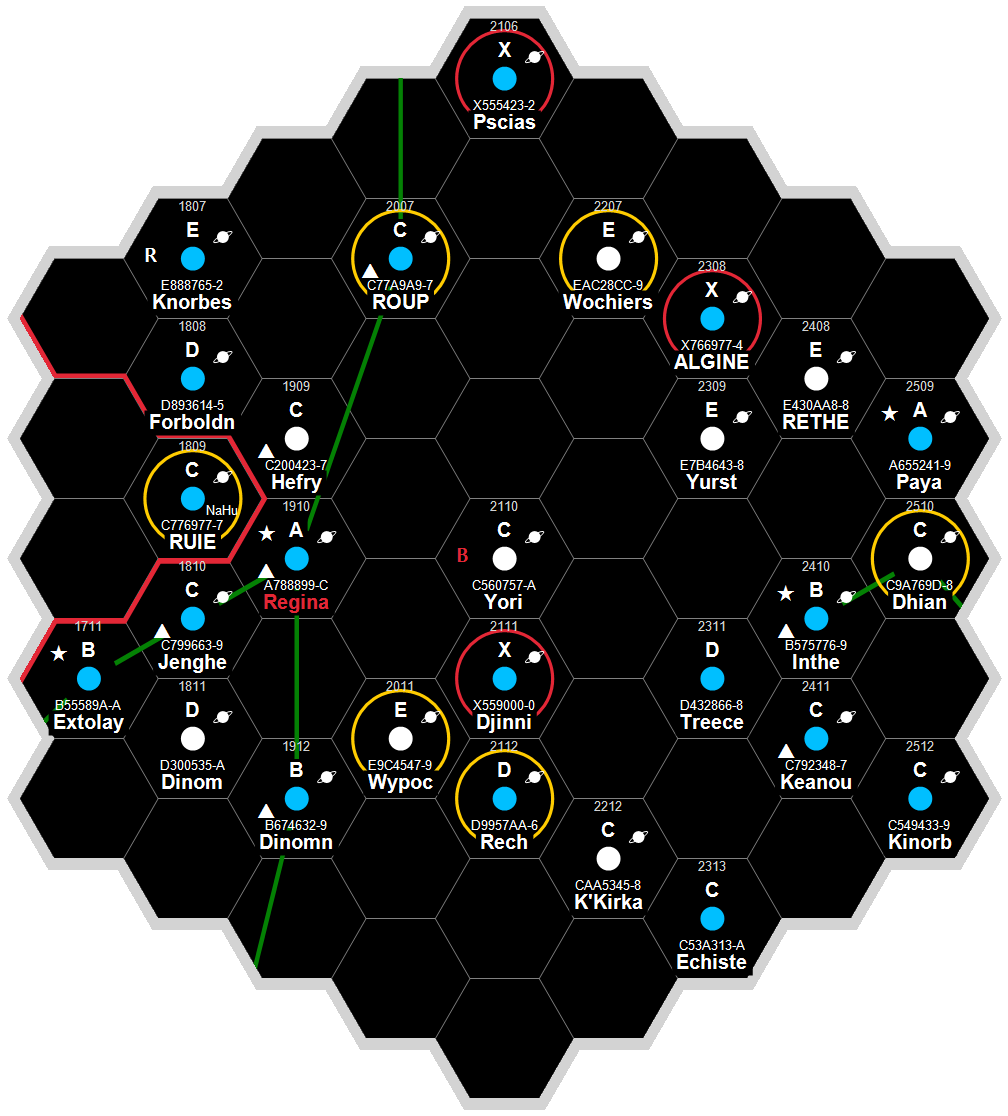 2106
X
X555423-2
Pscias
1807
E
R
E888765-2
Knorbes
2007
C
C77A9A9-7
ROUP
2207
E
EAC28CC-9
Wochiers
2308
X
X766977-4
ALGINE
1808
D
D893614-5
Forboldn
2408
E
E430AA8-8
RETHE
1909
C
C200423-7
Hefry
2309
E
E7B4643-8
Yurst
2509
A
A655241-9
Paya
1809
C
NaHu
C776977-7
RUIE
1910
A
A788899-C
Regina
2110
C
B
C560757-A
Yori
2510
C
C9A769D-8
Dhian
1810
C
C799663-9
Jenghe
2410
B
B575776-9
Inthe
1711
B
B55589A-A
Extolay
2111
X
X559000-0
Djinni
2311
D
D432866-8
Treece
1811
D
D300535-A
Dinom
2011
E
E9C4547-9
Wypoc
2411
C
C792348-7
Keanou
1912
B
B674632-9
Dinomn
2112
D
D9957AA-6
Rech
2512
C
C549433-9
Kinorb
2212
C
CAA5345-8
K'Kirka
2313
C
C53A313-A
Echiste